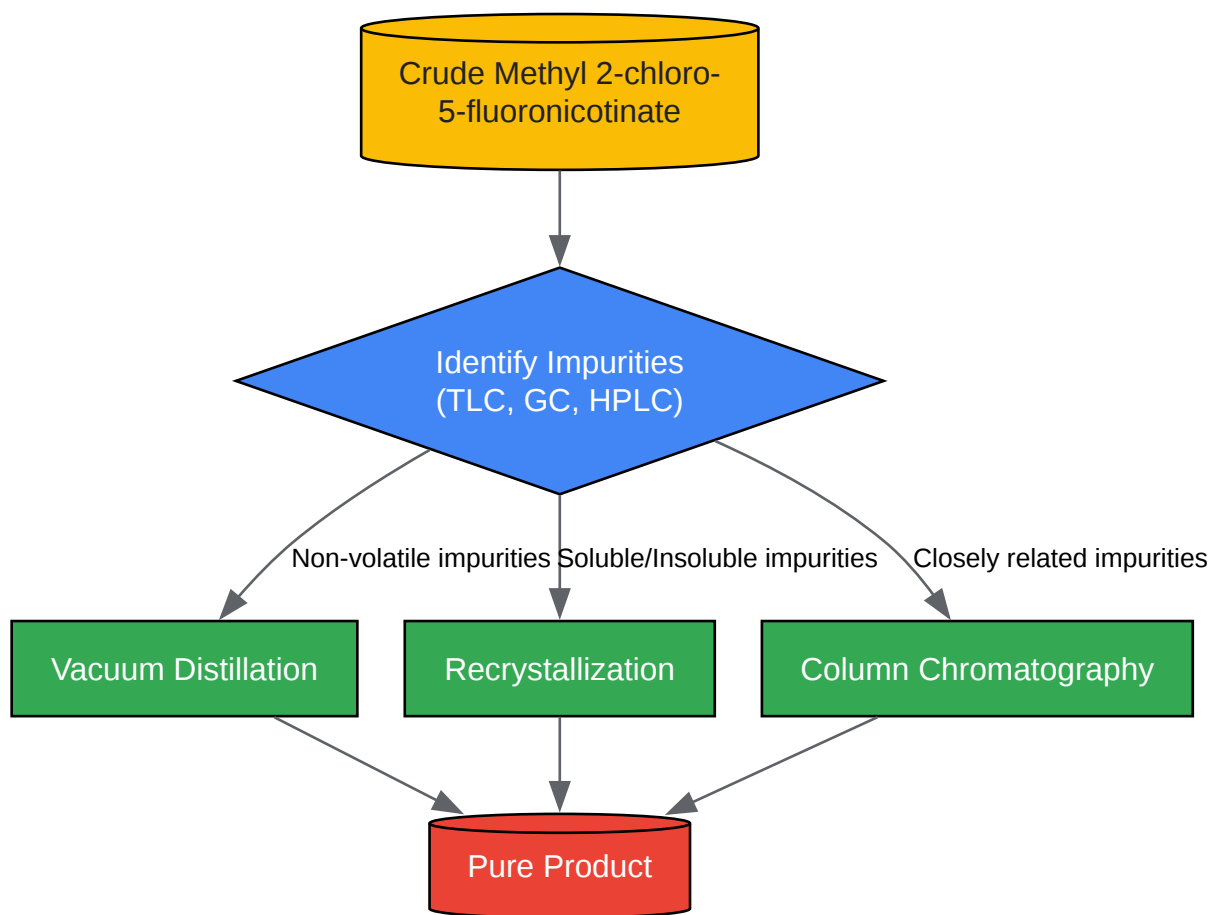 Crude Methyl 2-chloro-
5-fluoronicotinate
Identify Impurities
(TLC, GC, HPLC)
Non-volatile impurities
Soluble/Insoluble impurities
Closely related impurities
Vacuum Distillation
Recrystallization
Column Chromatography
Pure Product